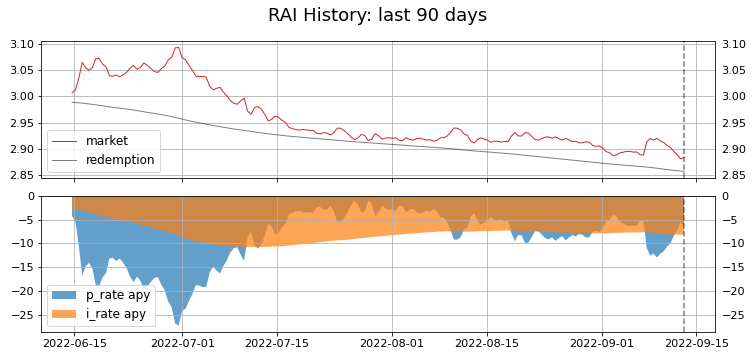 RAI History: last 90 days
3.10 3.10
3.05 3.05
3.00 3.00
2.95 2.95
2.90 2.90
2.85 2.85
market
redemption
0 0
−5 −5
−10 −10
−15 −15
−20 −20
−25 −25
p_rate apy
i_rate apy
2022-06-15 2022-07-01 2022-07-15 2022-08-01 2022-08-15 2022-09-01 2022-09-15